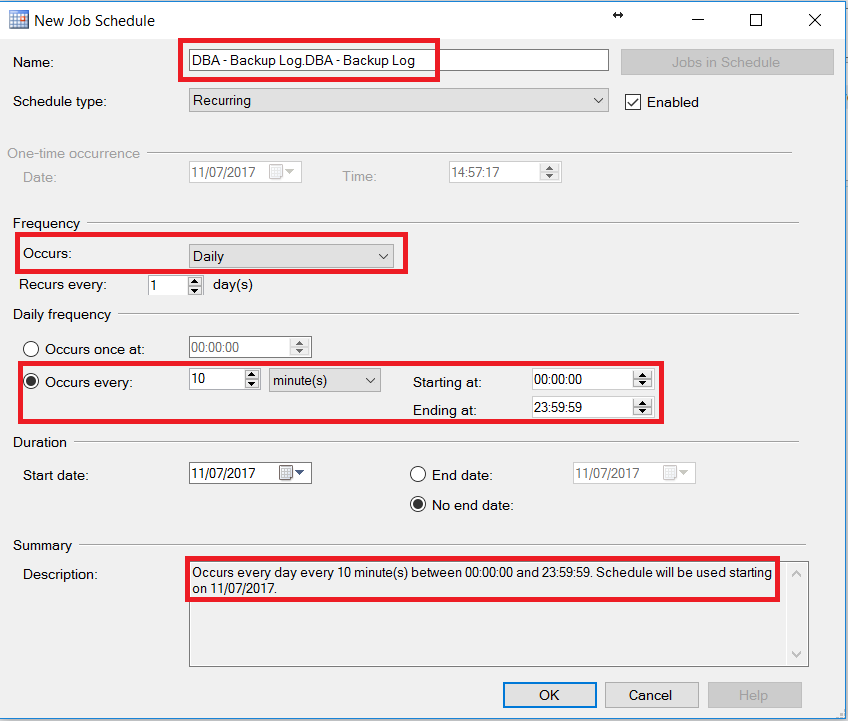 New Job Schedule
Name: DBA - Backup Log.DBA - Backup Log Jobs in Schedule
Schedule type: Recurring Enabled
One-time occurrence
Date: 11/07/2017 Time: 14:57:17
Frequency
Occurs: Daily
Recurs every: 1 day(s)
Daily frequency
Occurs once at: 00:00:00
Occurs every: 10 minute(s) Starting at: 00:00:00
Ending at: 23:59:59
Duration
Start date: 11/07/2017 End date: 11/07/2017
No end date:
Summary
Description: Occurs every day every 10 minute(s) between 00:00:00 and 23:59:59. Schedule will be used starting
on 11/07/2017.
OK Cancel Help